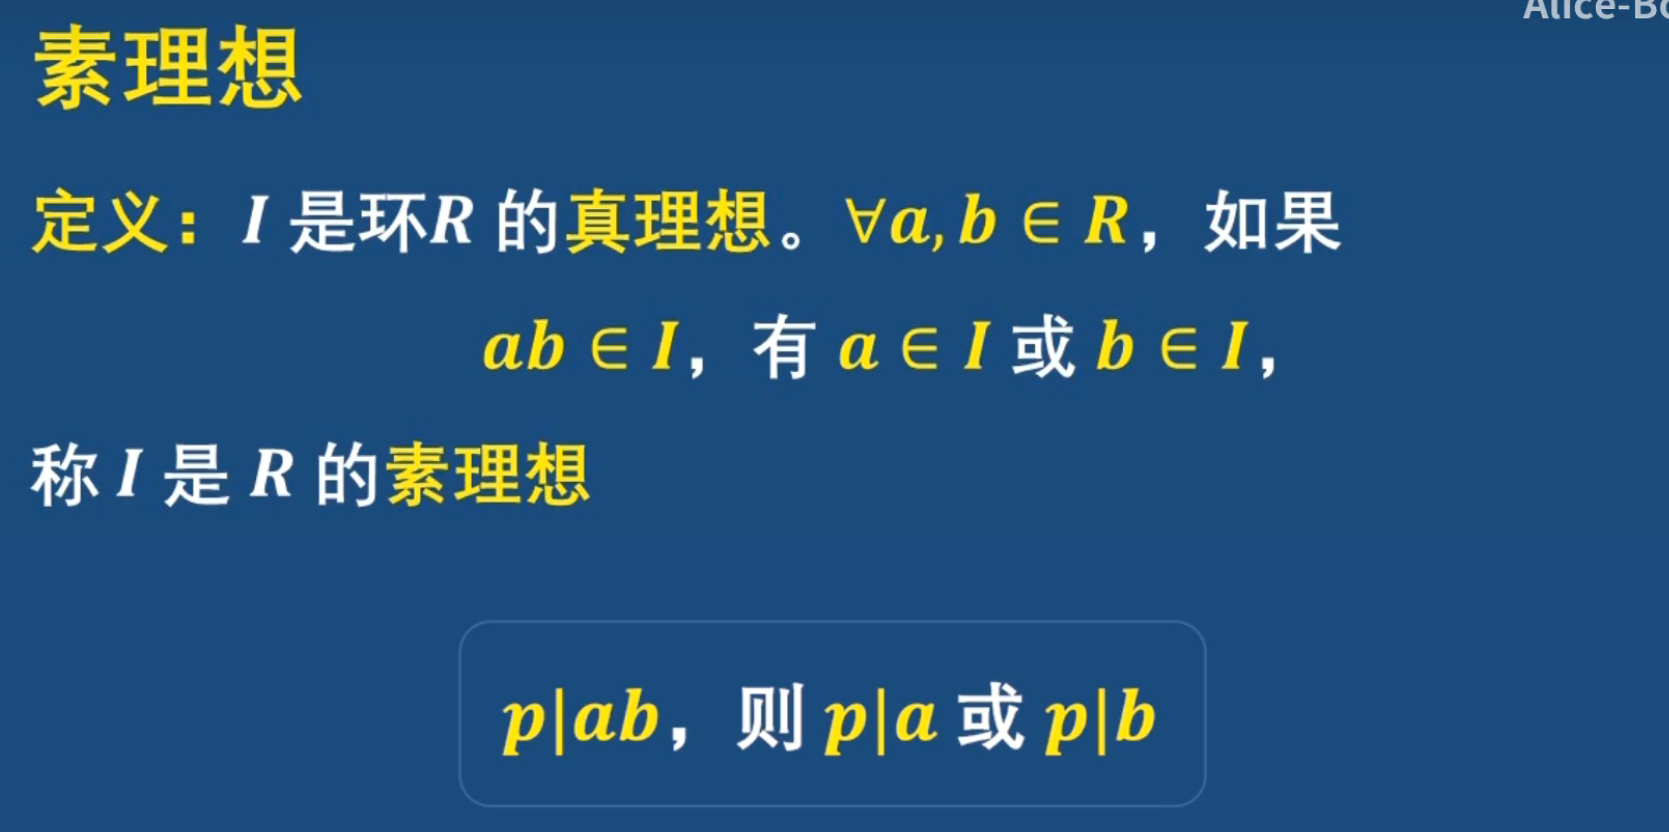 素理想
定义：I 是环R 的真理想。∀a, b ∈ R，如果
ab ∈ I，有 a ∈ I 或 b ∈ I，
称 I 是 R 的素理想
p|ab，则 p|a 或 p|b